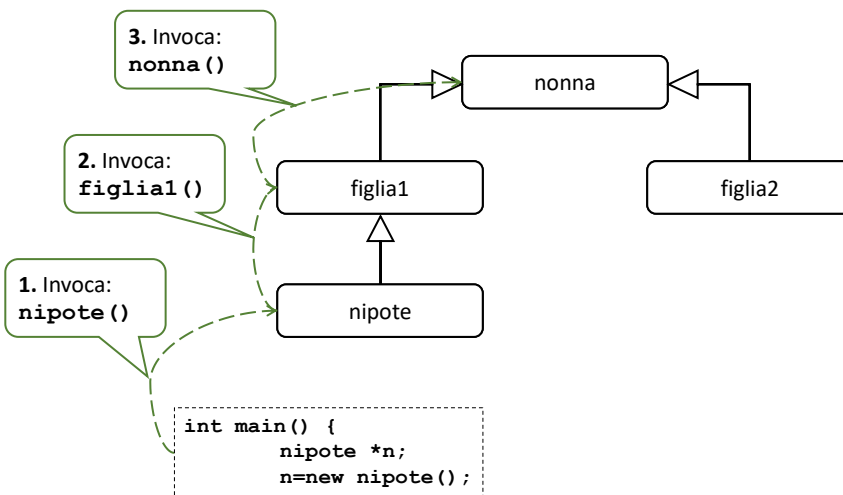 3. Invoca:
nonna()
nonna
2. Invoca:
figlia1()
figlia1
figlia2
1. Invoca:
nipote()
nipote
int main() {
nipote *n;
n=new nipote();